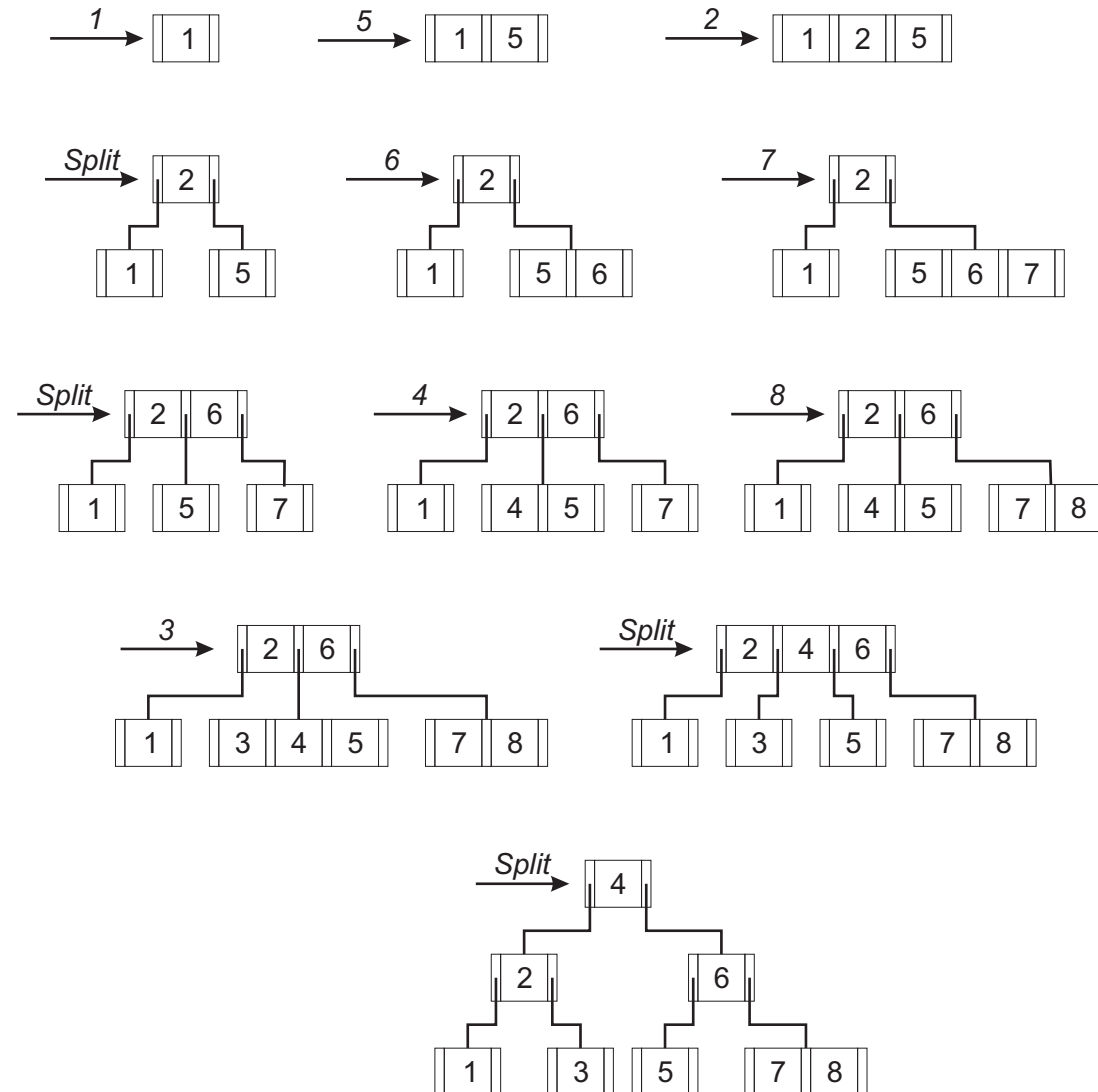 1 1 5 1 5 2 1 2 5
Split 2 6 2 7 2
1 5 1 5 6 1 5 6 7
Split 2 6 4 2 6 8 2 6
1 5 7 1 4 5 7 1 4 5 7 8
3 2 6 Split 2 4 6
1 3 4 5 7 8 1 3 5 7 8
Split 4
2 6
1 3 5 7 8